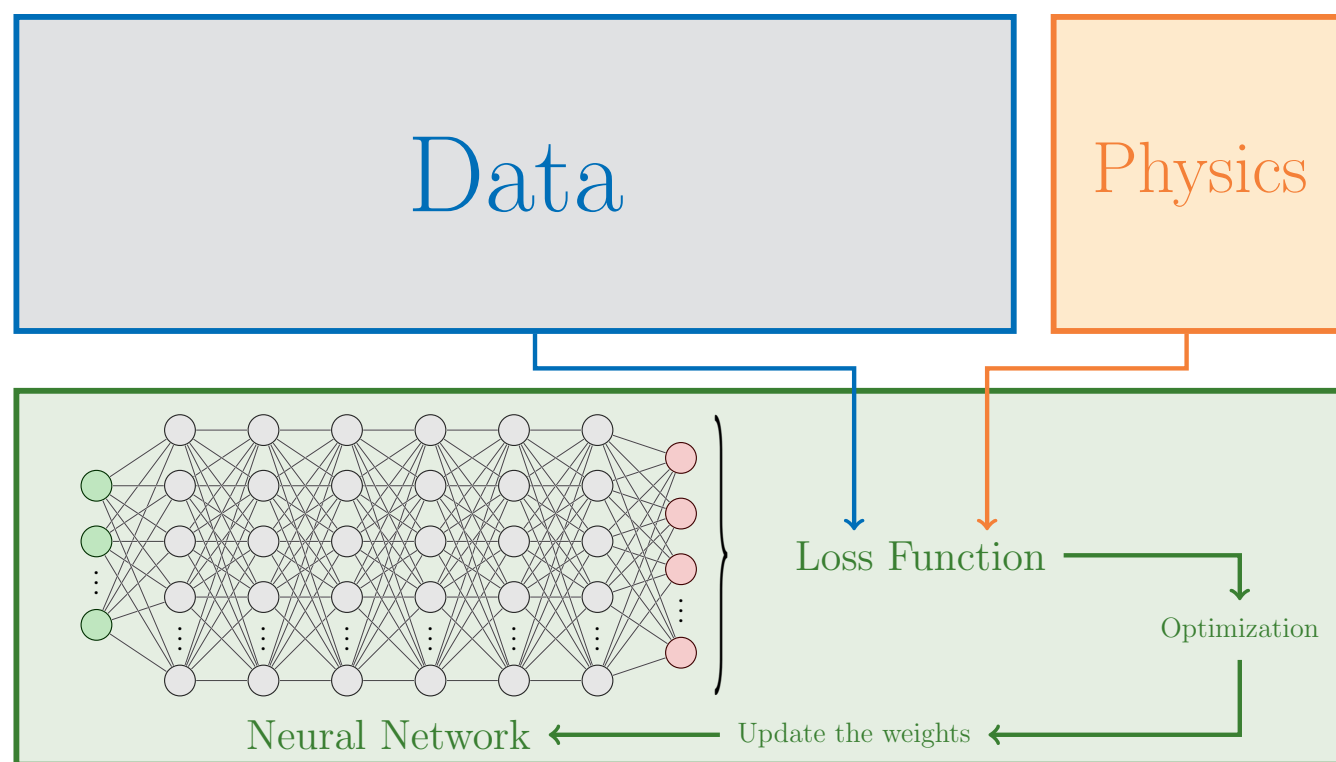 Data
Physics
Loss Function
Optimization
Update the weights
Neural Network